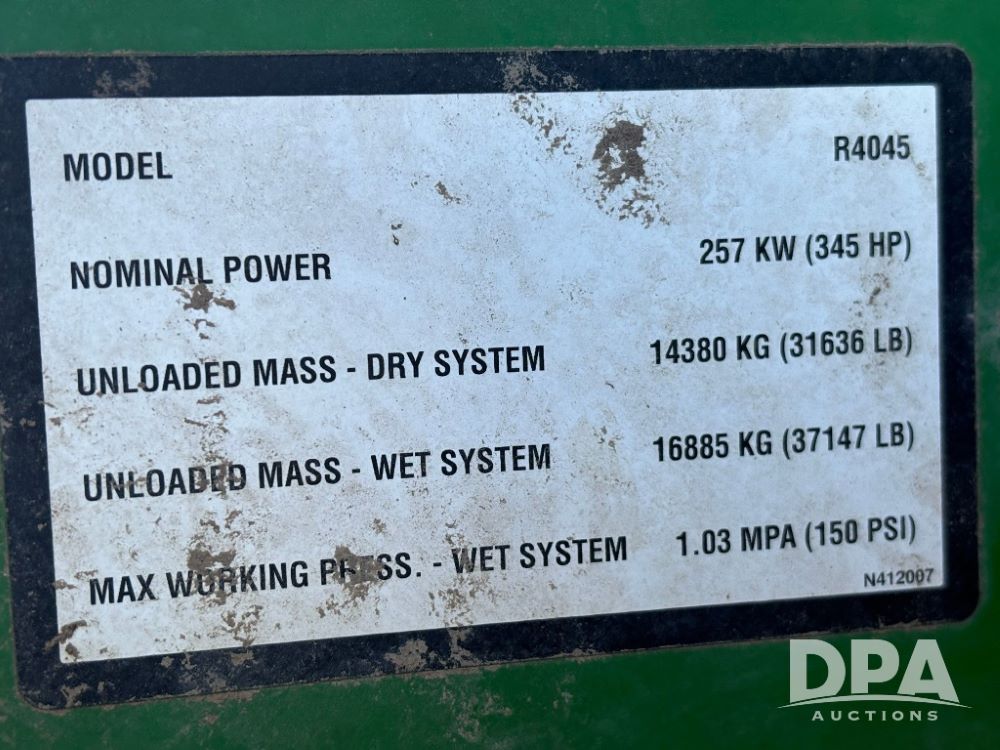 MODEL R4045
NOMINAL POWER 257 KW (345 HP)
UNLOADED MASS - DRY SYSTEM 14380 KG (31636 LB)
UNLOADED MASS - WET SYSTEM 16885 KG (37147 LB)
MAX WORKING PRESS. - WET SYSTEM 1.03 MPA (150 PSI)
N412007
DPA
AUCTIONS